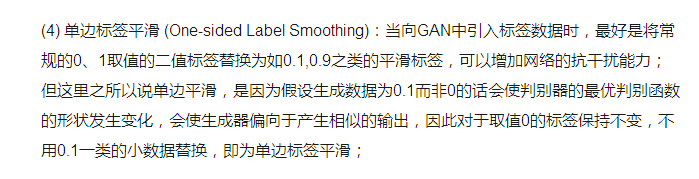 (4) 单边标签平滑 (One-sided Label Smoothing)：当向GAN中引入标签数据时，最好是将常
规的0、1取值的二值标签替换为如0.1,0.9之类的平滑标签，可以增加网络的抗干扰能力；
但这里之所以说单边平滑，是因为假设生成数据为0.1而非0的话会使判别器的最优判别函数
的形状发生变化，会使生成器偏向于产生相似的输出，因此对于取值0的标签保持不变，不
用0.1一类的小数据替换，即为单边标签平滑；